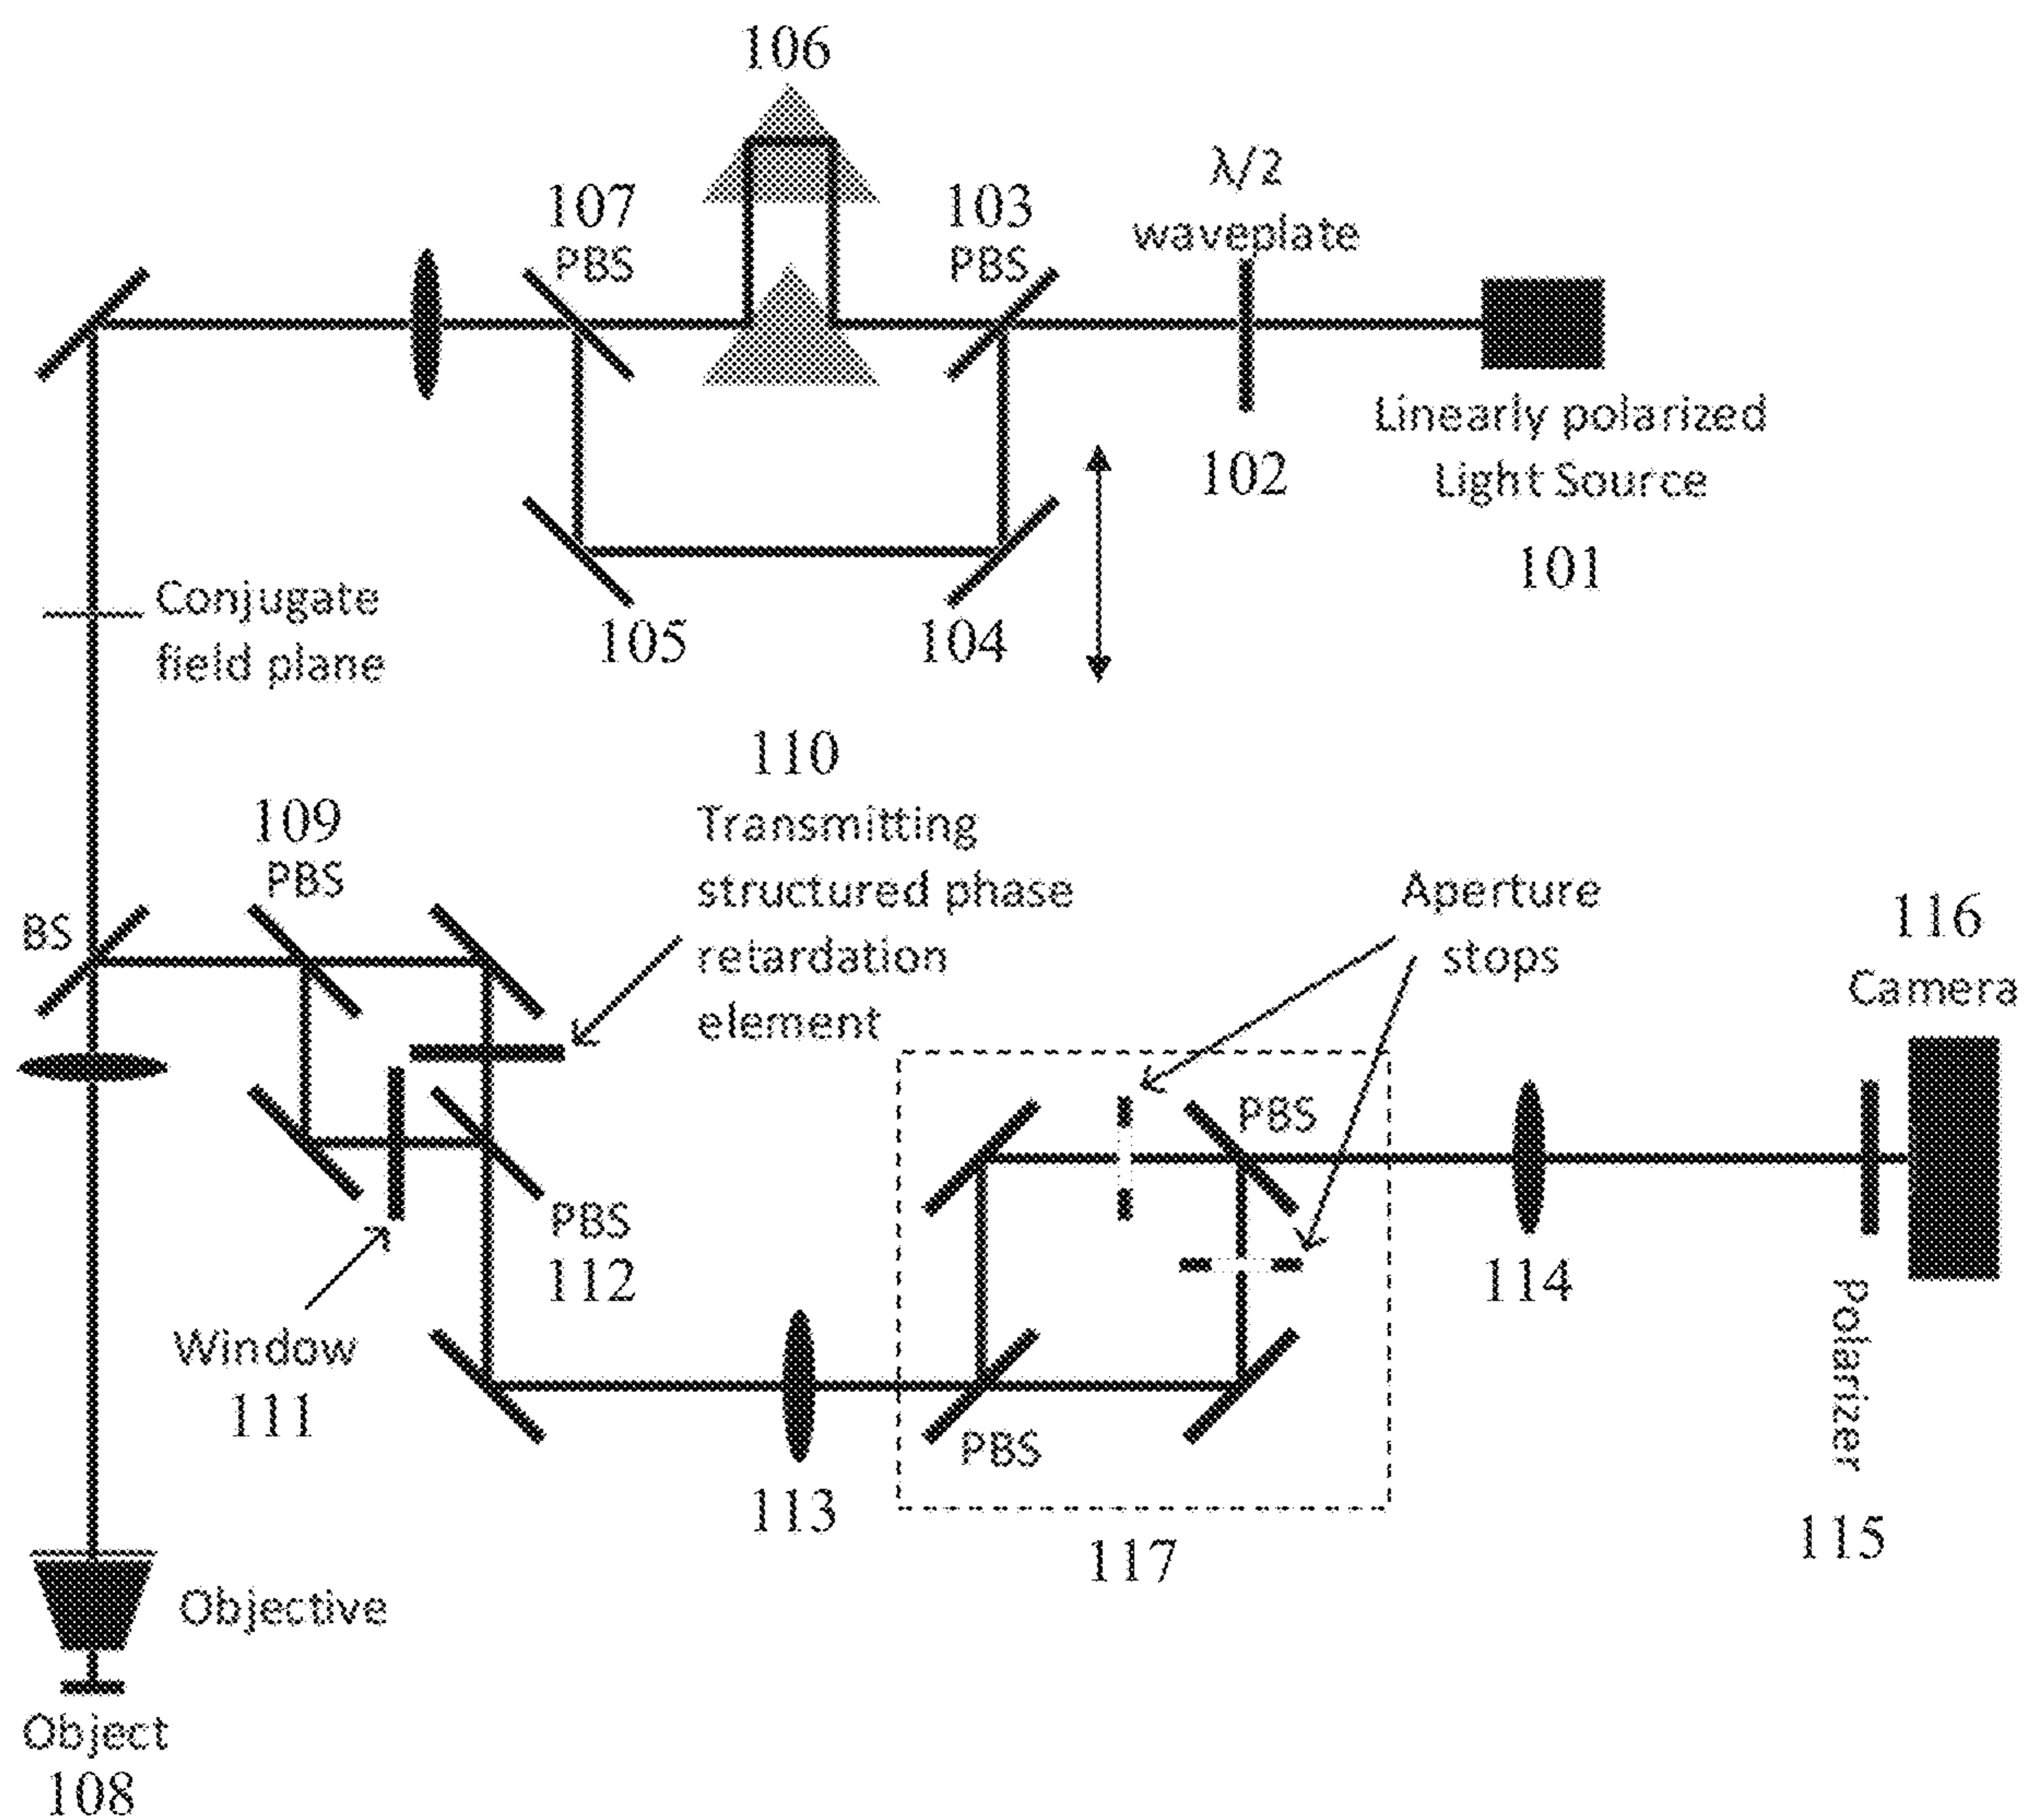 106
λ/2
waveplate
107
PBS
103
PBS
102
Linearly polarized
Light Source
101
Conjugate
field plane
105
104
110
Transmitting
structured phase
retardation
element
109
PBS
BS
Aperture
stops
116
Camera
PBS
PBS
112
Window
111
114
Polarizer
115
PBS
113
117
Objective
Object
108